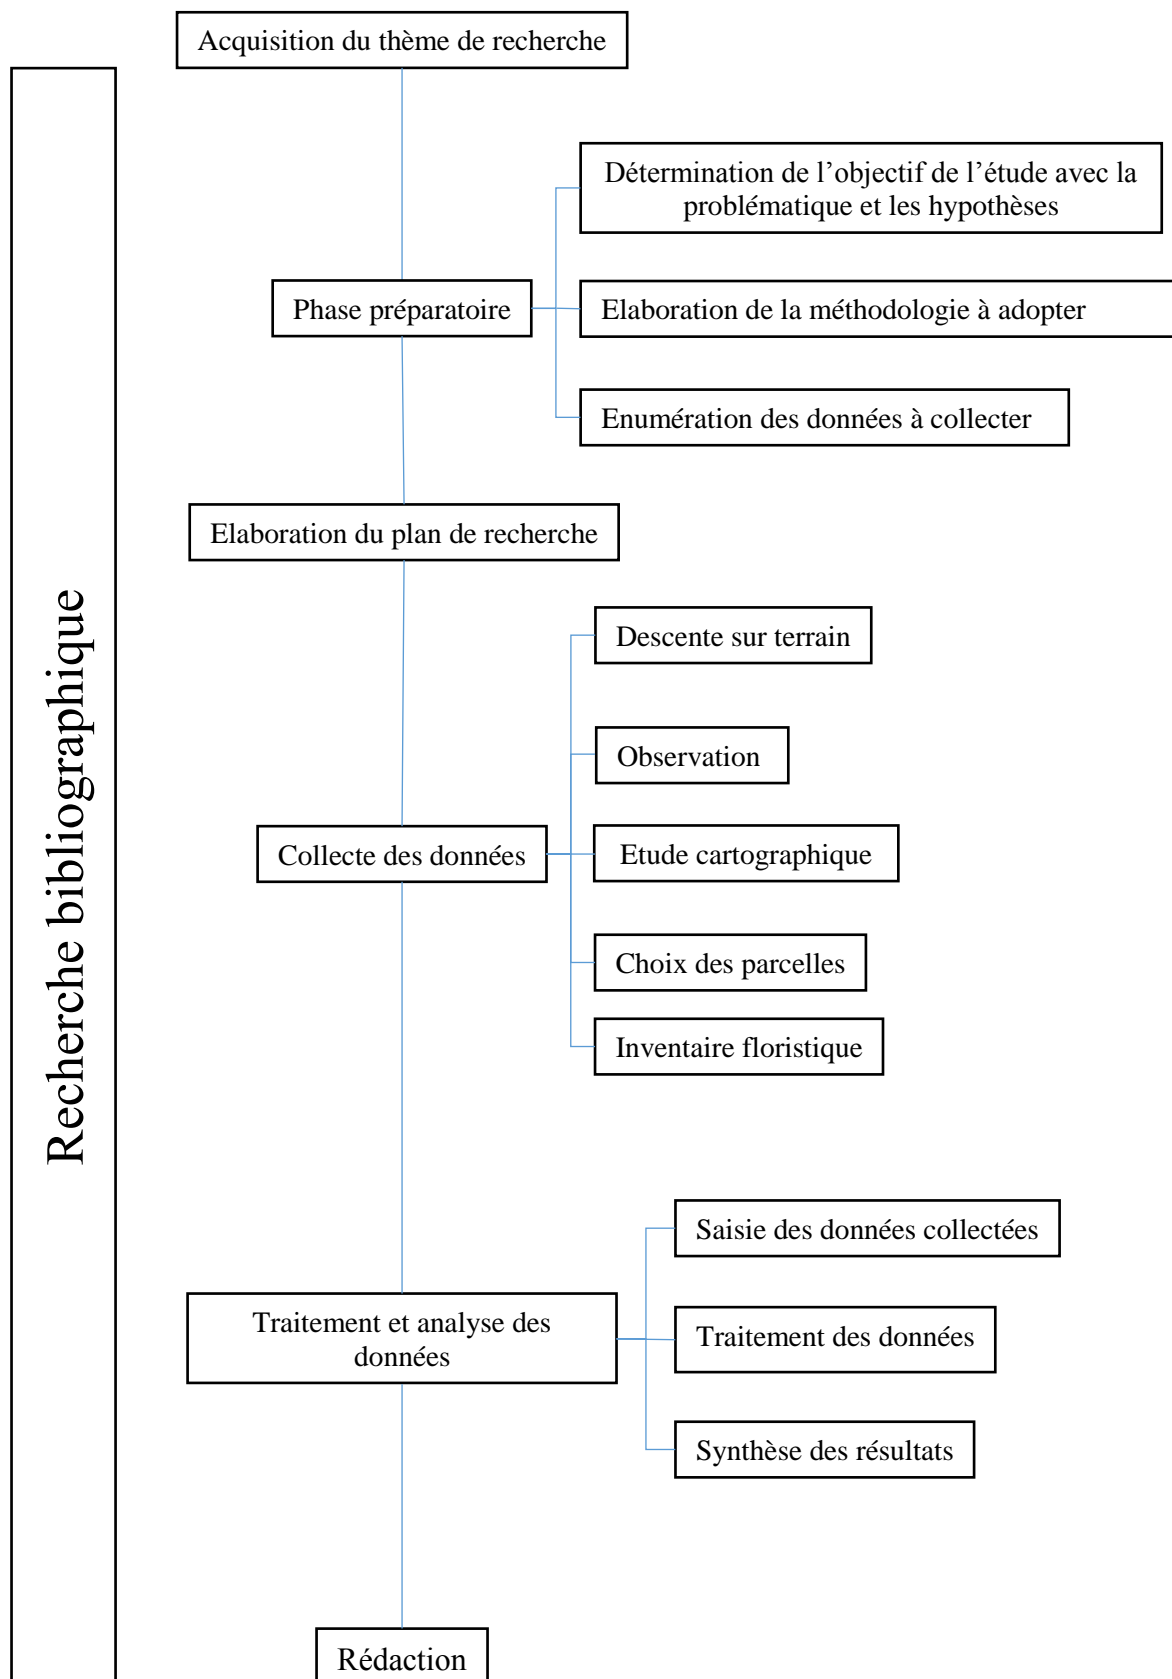 Acquisition du thème de recherche
Recherche bibliographique
Détermination de l’objectif de l’étude avec la
problématique et les hypothèses
Phase préparatoire
Elaboration de la méthodologie à adopter
Enumération des données à collecter
Elaboration du plan de recherche
Descente sur terrain
Observation
Collecte des données
Etude cartographique
Choix des parcelles
Inventaire floristique
Saisie des données collectées
Traitement et analyse des
données
Traitement des données
Synthèse des résultats
Rédaction